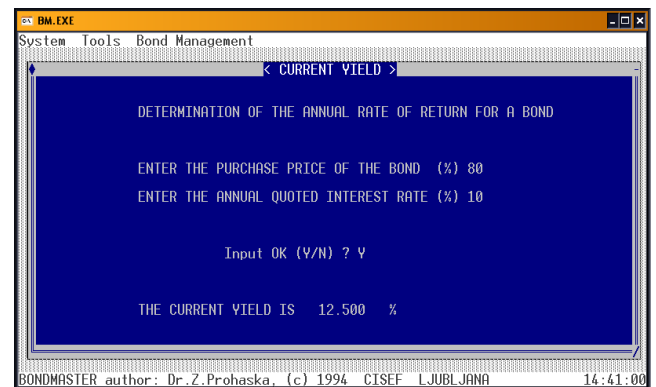 BM.EXE
System Tools Bond Management
< CURRENT YIELD >
DETERMINATION OF THE ANNUAL RATE OF RETURN FOR A BOND
ENTER THE PURCHASE PRICE OF THE BOND (%) 80
ENTER THE ANNUAL QUOTED INTEREST RATE (%) 10
Input OK (Y/N) ? Y
THE CURRENT YIELD IS 12.500 %
BONDMASTER author: Dr.Z.Prohaska, (c) 1994 CISEF LJUBLJANA 14:41:00